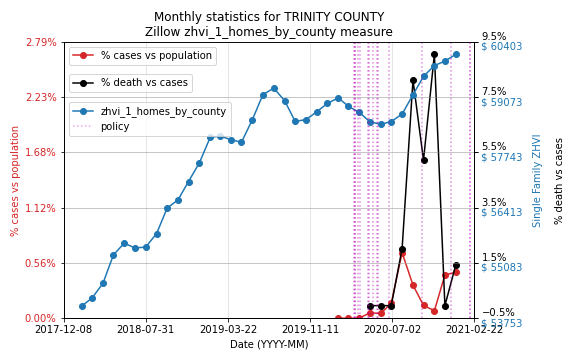 Monthly statistics for TRINITY COUNTY
Zillow zhvi_1_homes_by_county measure
% cases vs population
% death vs cases
zhvi_1_homes_by_county
policy
2.79%
2.23%
1.68%
1.12%
0.56%
0.00%
% cases vs population
9.5%
$ 60403
7.5%
$ 59073
5.5%
$ 57743
3.5%
$ 56413
1.5%
$ 55083
−0.5%
$ 53753
Single Family ZHVI
% death vs cases
2017-12-08
2018-07-31
2019-03-22
2019-11-11
2020-07-02
2021-02-22
Date (YYYY-MM)